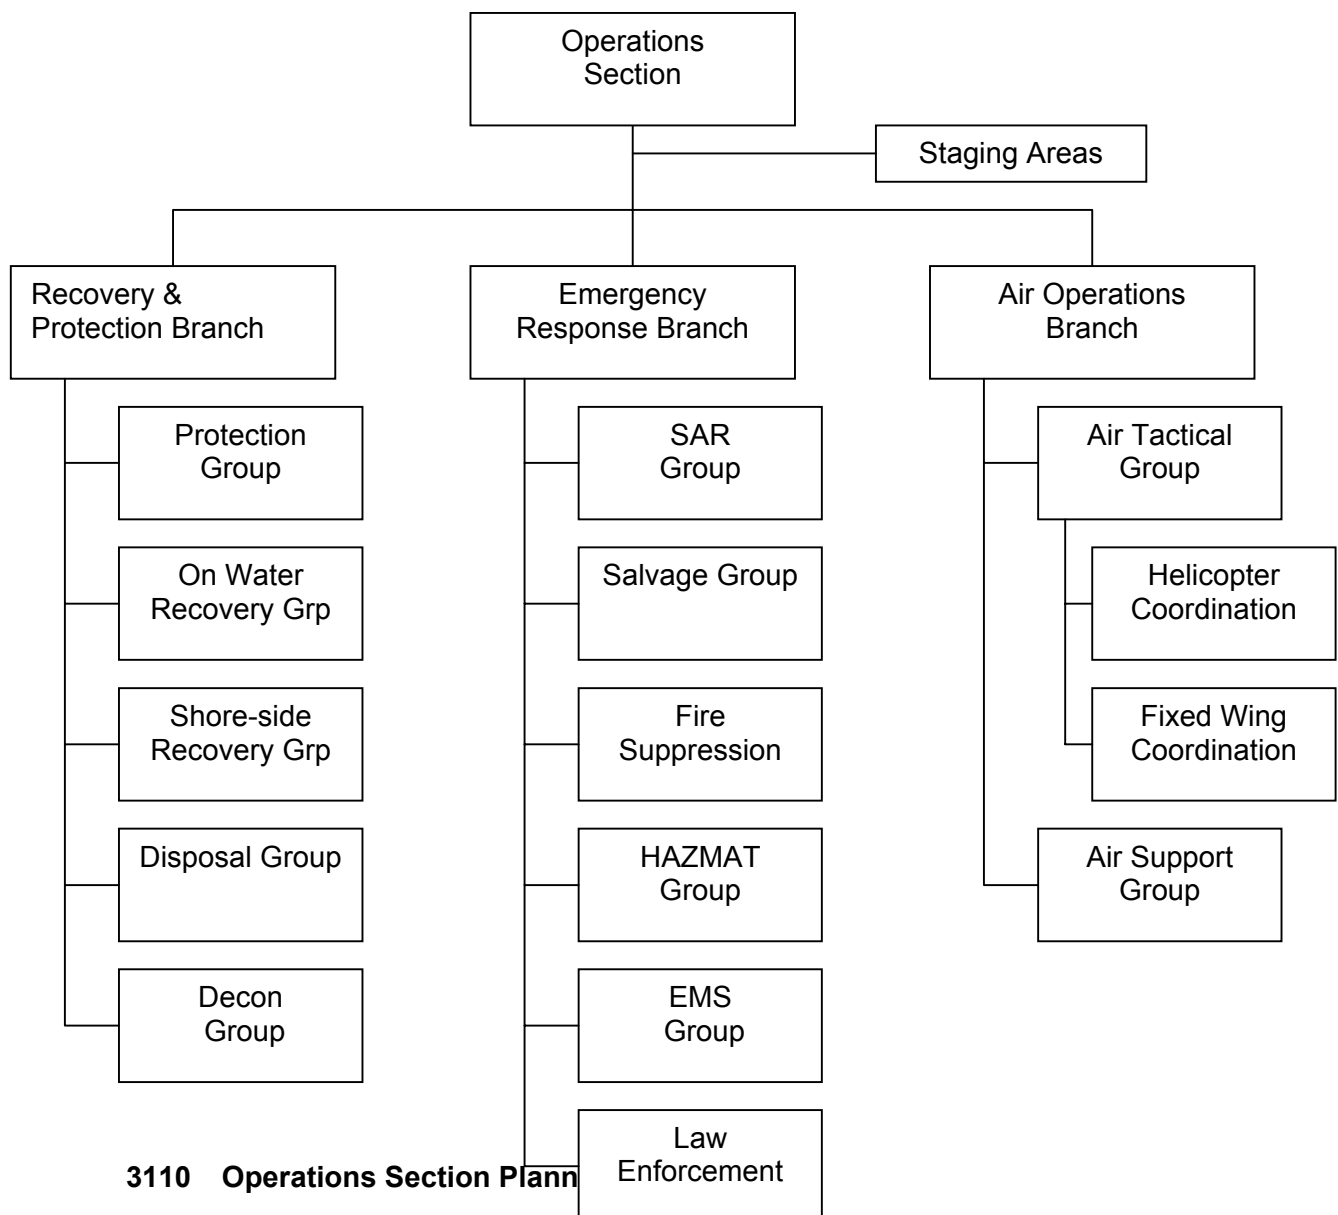 Operations
Section
Staging Areas
Recovery &
Protection Branch
Emergency
Response Branch
Air Operations
Branch
Protection
Group
SAR
Group
Air Tactical
Group
On Water
Recovery Grp
Salvage Group
Helicopter
Coordination
Shore-side
Recovery Grp
Fire
Suppression
Fixed Wing
Coordination
Disposal Group
HAZMAT
Group
Air Support
Group
Decon
Group
EMS
Group
Law
Enforcement
3110 Operations Section Plann